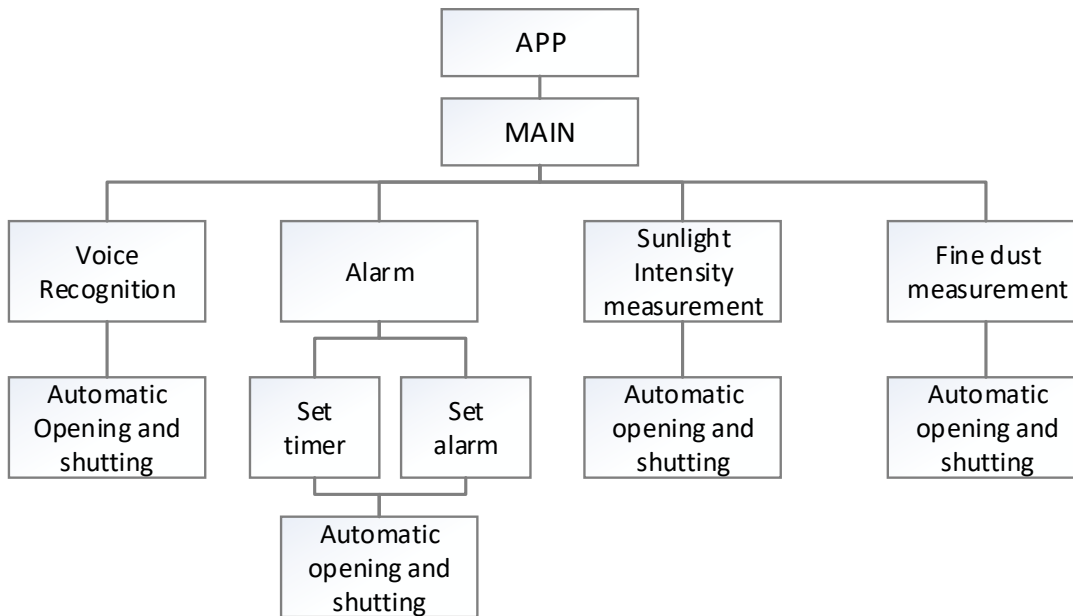 APP
MAIN
Voice
Recognition
Alarm
Sunlight
Intensity
measurement
Fine dust
measurement
Automatic
Opening and
shutting
Set
timer
Set
alarm
Automatic
opening and
shutting
Automatic
opening and
shutting
Automatic
opening and
shutting